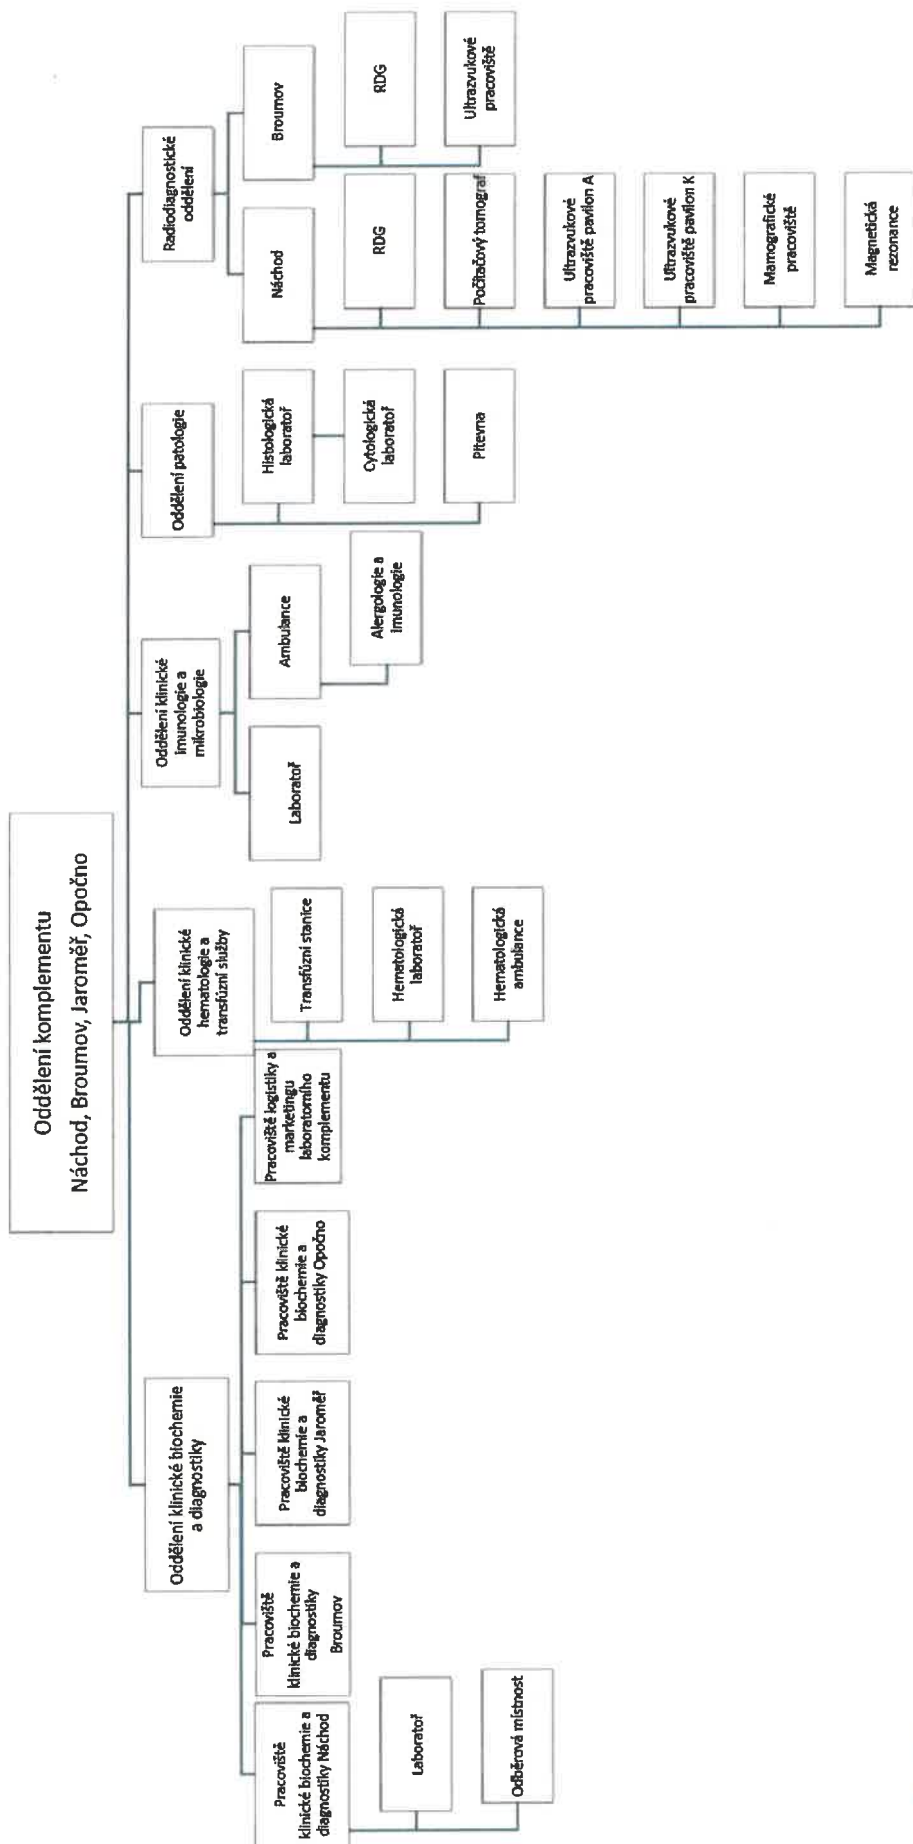 Oddělení komplementu
Náchod, Broumov, Jaroměř, Opočno
Oddělení klinické biochemie
a diagnostiky
Pracoviště
klinické biochemie a
diagnostiky Náchod
Laboratoř
Odběrová místnost
Pracoviště
klinické biochemie a
diagnostiky
Broumov
Pracoviště klinické
biochemie a
diagnostiky Jaroměř
Pracoviště klinické
biochemie a
diagnostiky Opočno
Pracoviště logistiky a
marketingu
laboratorního
komplementu
Oddělení klinické
hematologie a
transfúzní služby
Transfúzní stanice
Hematologická
laboratoř
Hematologická
ambulance
Oddělení klinické
imunologie a
mikrobiologie
Laboratoř
Ambulance
Alergologie a
imunologie
Oddělení patologie
Histologická
laboratoř
Cytologická
laboratoř
Pitevna
Radiodiagnostické
oddělení
Náchod
RDG
Počítačový tomograf
Ultrazvukové
pracoviště pavilon A
Ultrazvukové
pracoviště pavilon K
Mamografické
pracoviště
Magnetická
rezonance
Broumov
RDG
Ultrazvukové
pracoviště